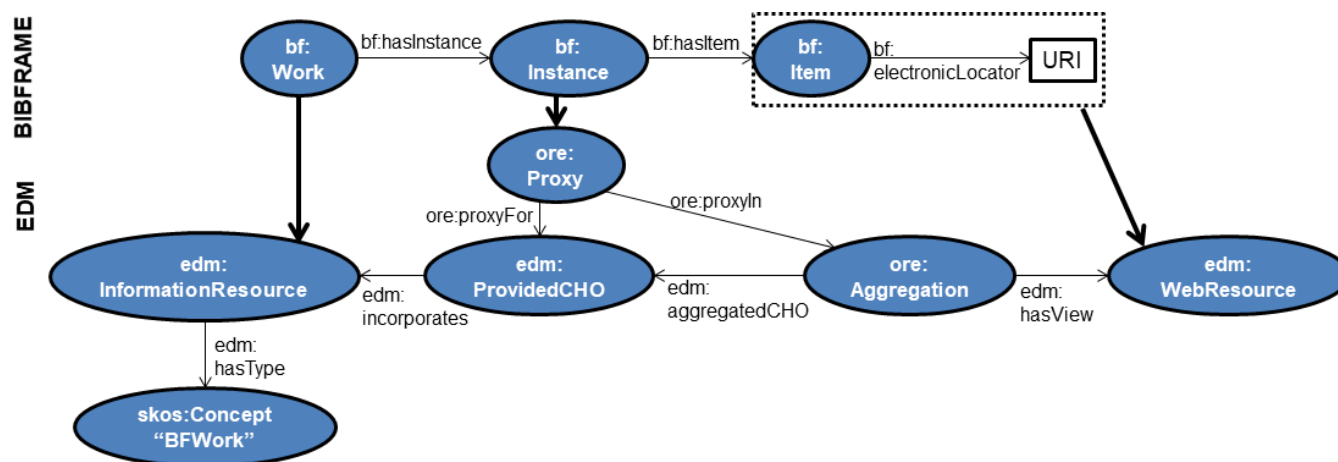 BIBFRAME
EDM
bf:
Work
bf:hasInstance
bf:
Instance
bf:hasItem
bf:
Item
bf:
electronicLocator
URI
ore:
Proxy
ore:proxyFor
ore:proxyIn
edm:
InformationResource
edm:
incorporates
edm:
ProvidedCHO
edm:
aggregatedCHO
ore:
Aggregation
edm:
hasView
edm:
WebResource
edm:
hasType
skos:Concept
“BFWork”